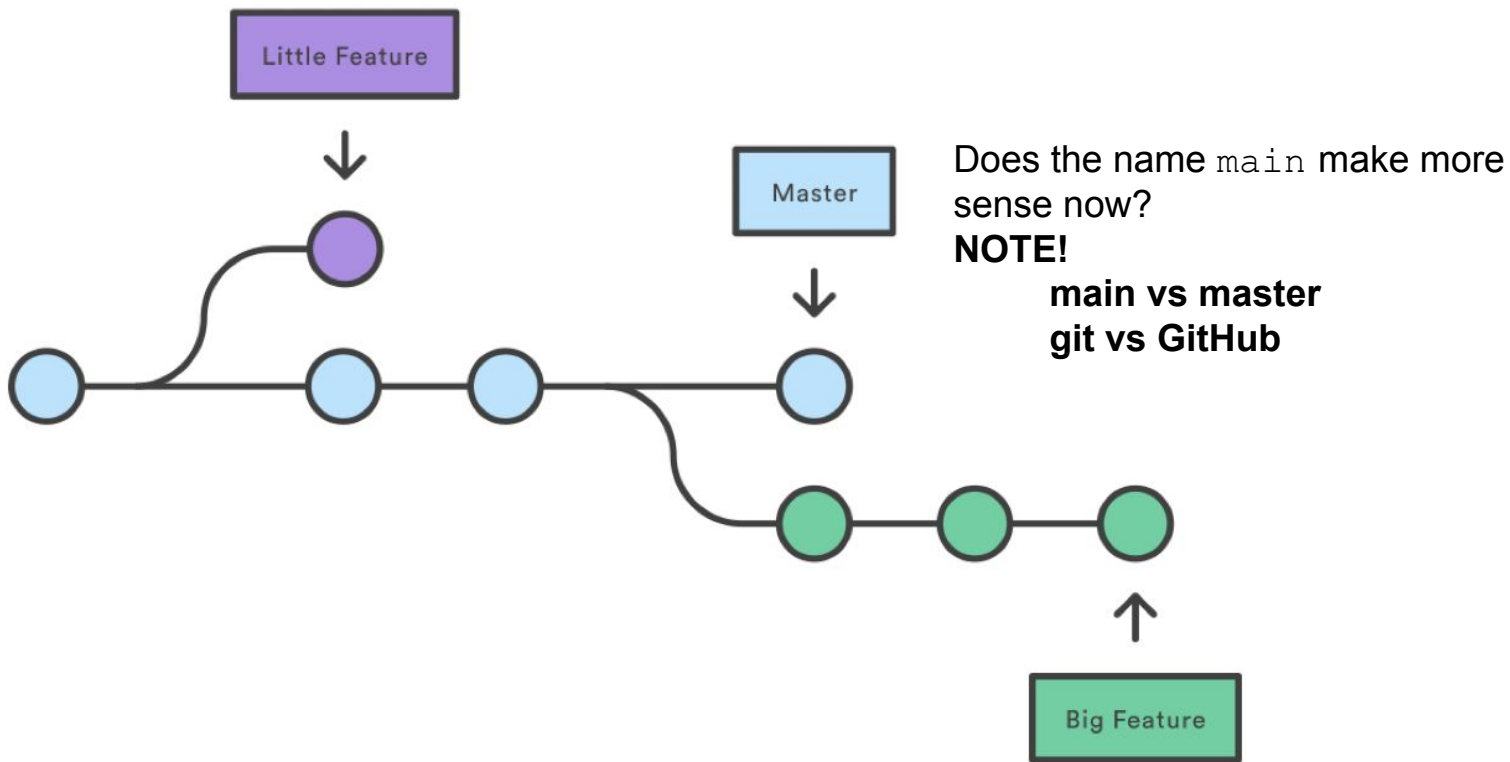 Little Feature
Master
Does the name main make more
sense now?
NOTE!
main vs master
git vs GitHub
Big Feature